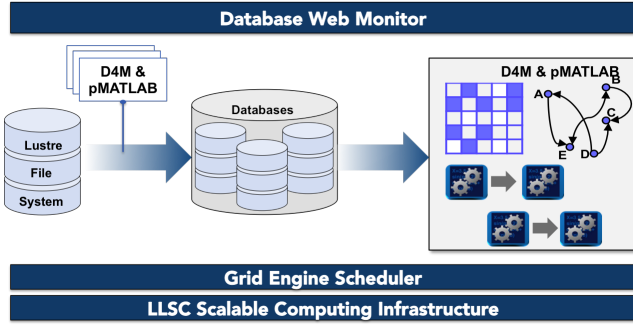 Database Web Monitor
D4M &
pMATLAB
Lustre
File
System
Databases
D4M & pMATLAB
A
B
C
E
D
Grid Engine Scheduler
LLSC Scalable Computing Infrastructure